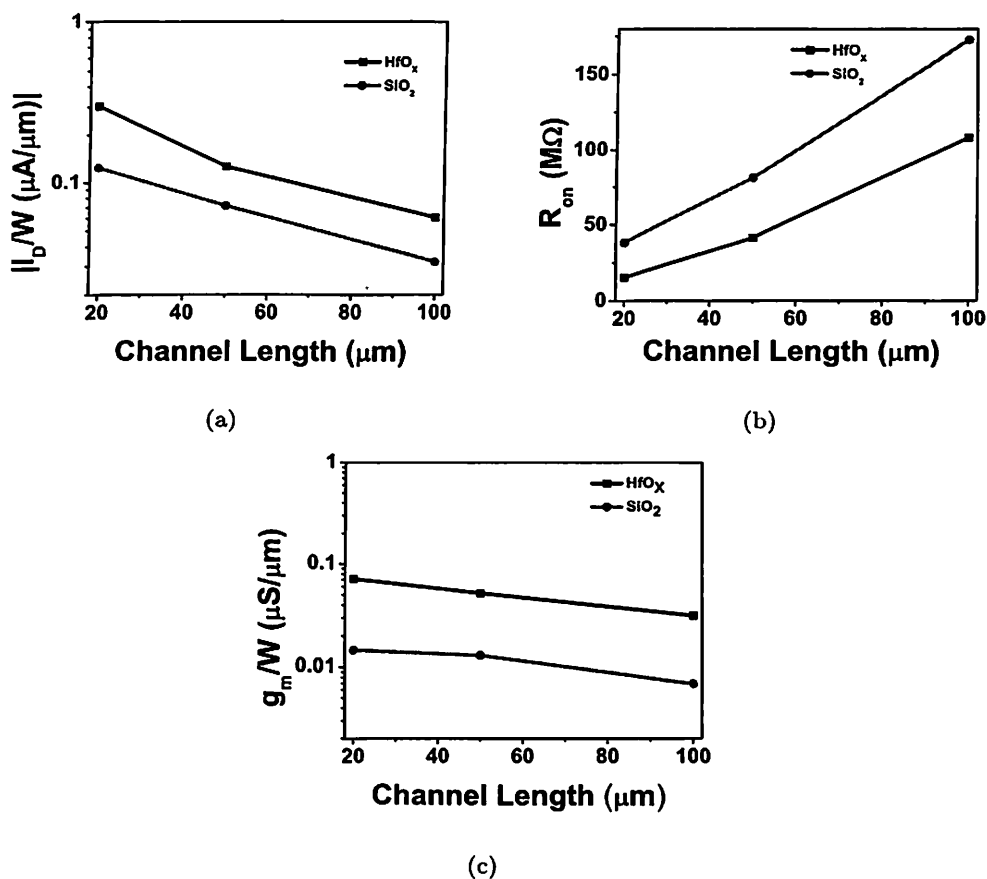 1
0.1
|I_D/W (μA/μm)|
HfO_x
SiO_2
20 40 60 80 100
Channel Length (μm)
(a)
150
100
50
0
R_on (MΩ)
HfO_x
SiO_2
20 40 60 80 100
Channel Length (μm)
(b)
1
0.1
0.01
g_m/W (μS/μm)
HfO_X
SiO_2
20 40 60 80 100
Channel Length (μm)
(c)